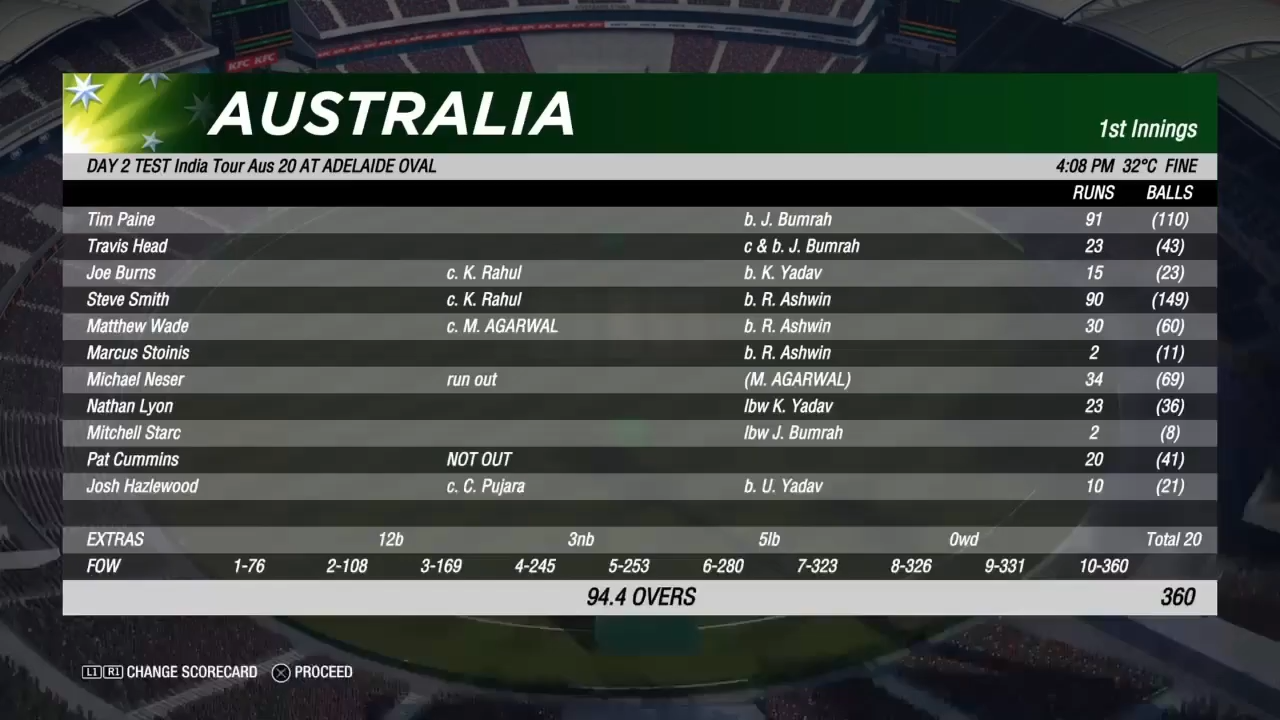 KFC KFC
AUSTRALIA
1st Innings
DAY 2 TEST India Tour Aus 20 AT ADELAIDE OVAL 4:08 PM 32°C FINE
RUNS BALLS
Tim Paine b. J. Bumrah 91 (110)
Travis Head c & b. J. Bumrah 23 (43)
Joe Burns c. K. Rahul b. K. Yadav 15 (23)
Steve Smith c. K. Rahul b. R. Ashwin 90 (149)
Matthew Wade c. M. AGARWAL b. R. Ashwin 30 (60)
Marcus Stoinis b. R. Ashwin 2 (11)
Michael Neser run out (M. AGARWAL) 34 (69)
Nathan Lyon lbw K. Yadav 23 (36)
Mitchell Starc lbw J. Bumrah 2 (8)
Pat Cummins NOT OUT 20 (41)
Josh Hazlewood c. C. Pujara b. U. Yadav 10 (21)
EXTRAS 12b 3nb 5lb 0wd Total 20
FOW 1-76 2-108 3-169 4-245 5-253 6-280 7-323 8-326 9-331 10-360
94.4 OVERS 360
L1 R1 CHANGE SCORECARD PROCEED